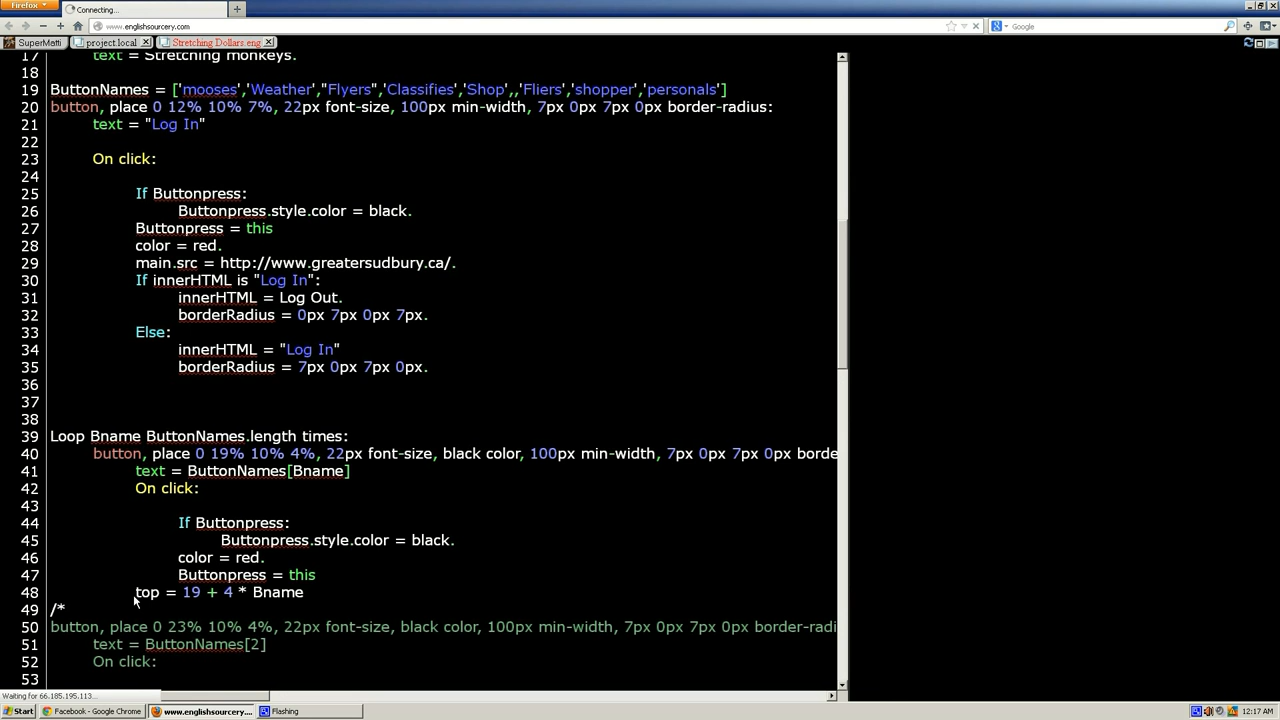 Firefox
Connecting...
www.englishsourcery.com
Google
SuperMatti
project.local
Stretching Dollars.eng
17 text = Stretching monkeys.
18
19 ButtonNames = ['mooses','Weather',"Flyers",'Classifies','Shop',,'Fliers','shopper','personals']
20 button, place 0 12% 10% 7%, 22px font-size, 100px min-width, 7px 0px 7px 0px border-radius:
21 text = "Log In"
22
23 On click:
24
25 If Buttonpress:
26 Buttonpress.style.color = black.
27 Buttonpress = this
28 color = red.
29 main.src = http://www.greatersudbury.ca/.
30 If innerHTML is "Log In":
31 innerHTML = Log Out.
32 borderRadius = 0px 7px 0px 7px.
33 Else:
34 innerHTML = "Log In"
35 borderRadius = 7px 0px 7px 0px.
36
37
38
39 Loop Bname ButtonNames.length times:
40 button, place 0 19% 10% 4%, 22px font-size, black color, 100px min-width, 7px 0px 7px 0px borde
41 text = ButtonNames[Bname]
42 On click:
43
44 If Buttonpress:
45 Buttonpress.style.color = black.
46 color = red.
47 Buttonpress = this
48 top = 19 + 4 * Bname
49 /*
50 button, place 0 23% 10% 4%, 22px font-size, black color, 100px min-width, 7px 0px 7px 0px border-radi
51 text = ButtonNames[2]
52 On click:
53
Waiting for 66.185.195.113...
Start
Facebook - Google Chrome
www.englishsourcery....
Flashing
12:17 AM